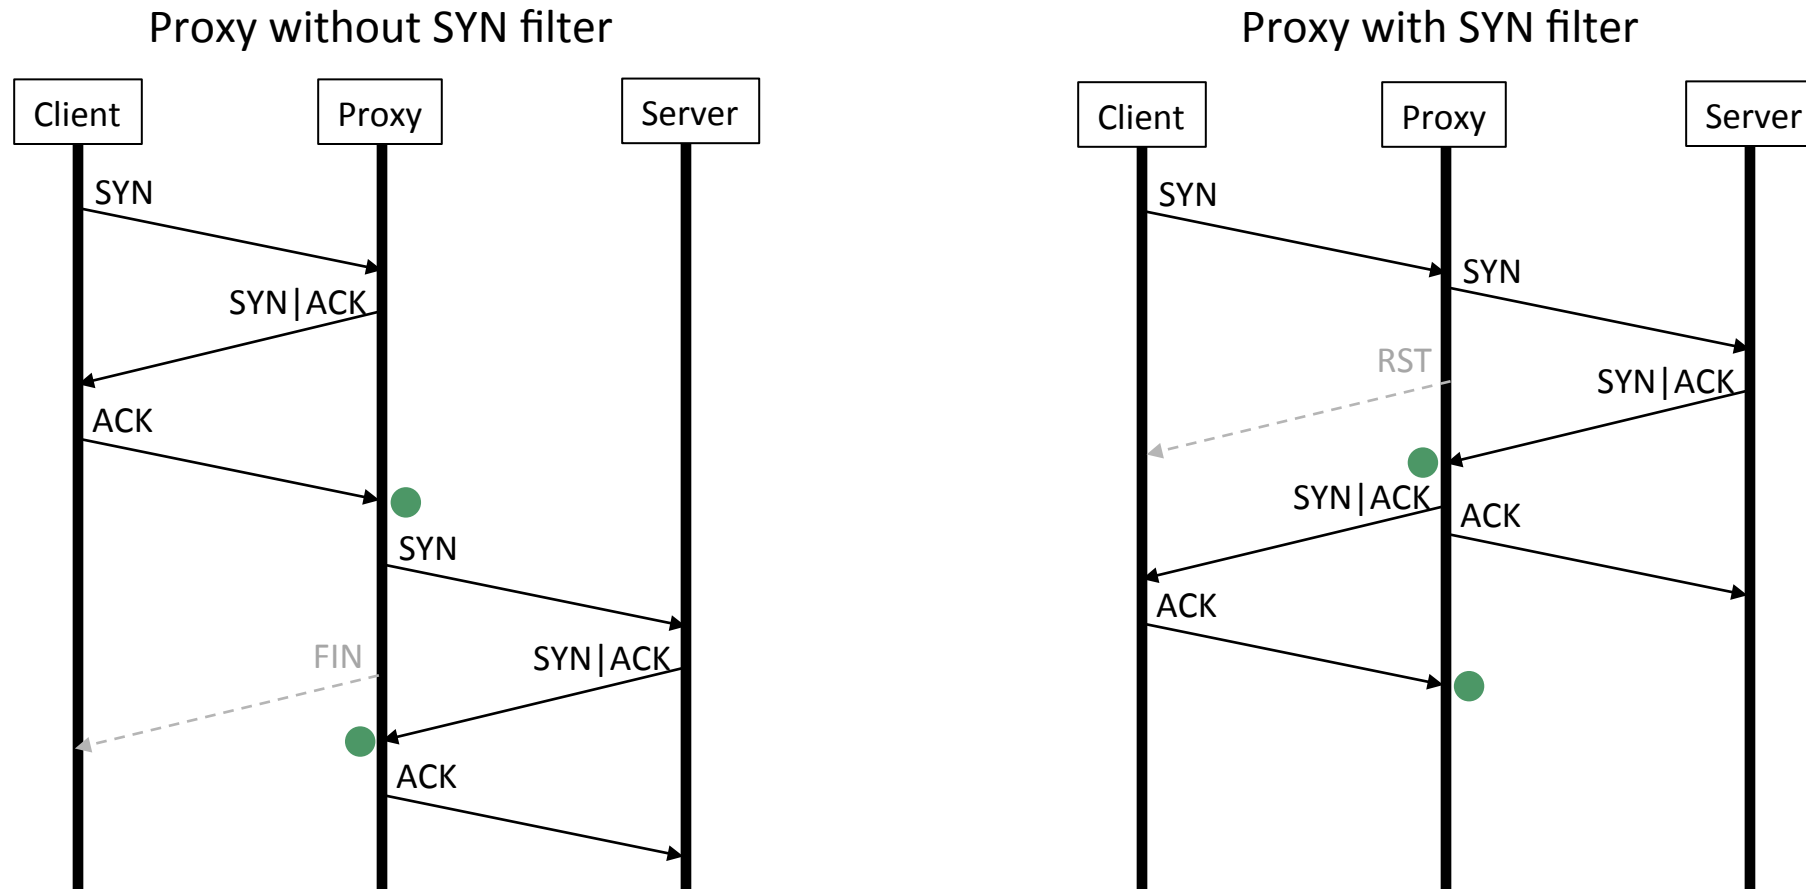 Proxy without SYN filter
Client
Proxy
Server
SYN
SYN|ACK
ACK
SYN
FIN
SYN|ACK
ACK
Proxy with SYN filter
Client
Proxy
Server
SYN
SYN
RST
SYN|ACK
SYN|ACK
ACK
ACK